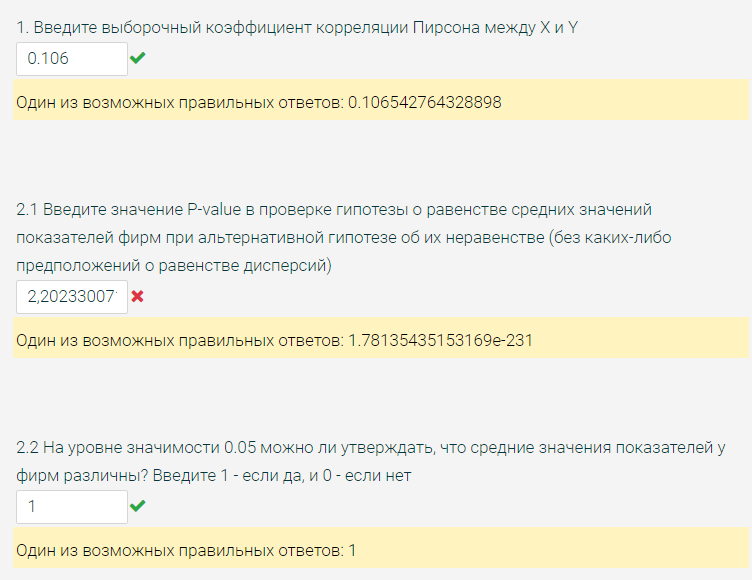 1. Введите выборочный коэффициент корреляции Пирсона между X и Y
0.106
Один из возможных правильных ответов: 0.106542764328898
2.1 Введите значение P-value в проверке гипотезы о равенстве средних значений
показателей фирм при альтернативной гипотезе об их неравенстве (без каких-либо
предположений о равенстве дисперсий)
2,20233007
Один из возможных правильных ответов: 1.78135435153169e-231
2.2 На уровне значимости 0.05 можно ли утверждать, что средние значения показателей у
фирм различны? Введите 1 - если да, и 0 - если нет
1
Один из возможных правильных ответов: 1